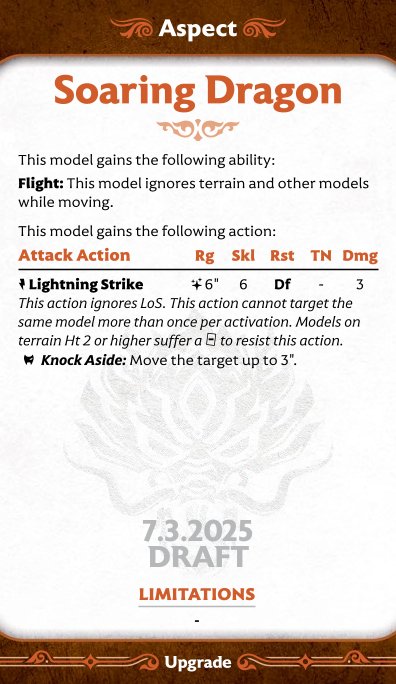 Aspect
Soaring Dragon
This model gains the following ability:
Flight: This model ignores terrain and other models
while moving.
This model gains the following action:
Attack Action Rg Skl Rst TN Dmg
Lightning Strike 6" 6 Df - 3
This action ignores LoS. This action cannot target the
same model more than once per activation. Models on
terrain Ht 2 or higher suffer a to resist this action.
Knock Aside: Move the target up to 3".
7.3.2025
DRAFT
LIMITATIONS
-
Upgrade